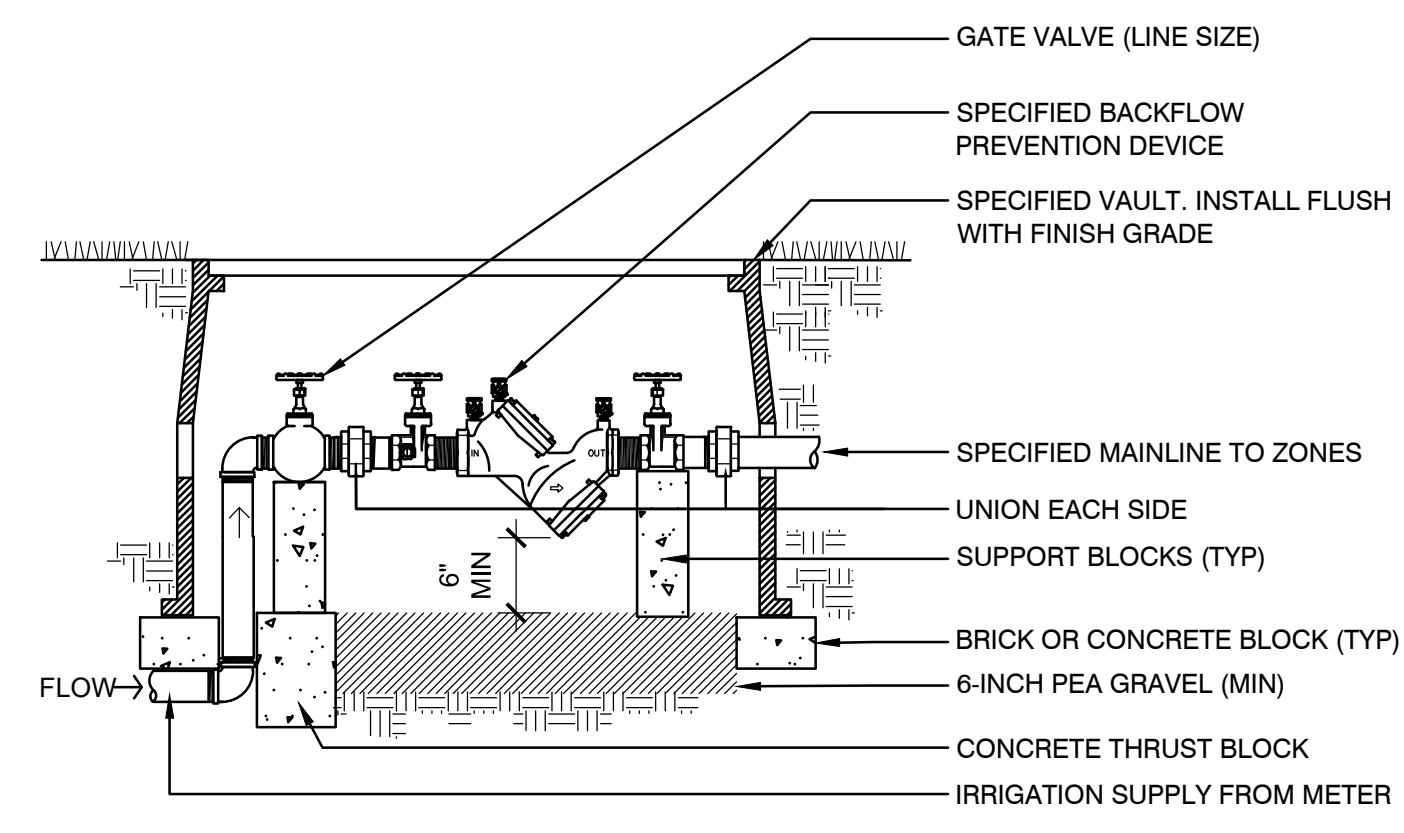 GATE VALVE (LINE SIZE)
SPECIFIED BACKFLOW
PREVENTION DEVICE
SPECIFIED VAULT. INSTALL FLUSH
WITH FINISH GRADE
IN
OUT
SPECIFIED MAINLINE TO ZONES
UNION EACH SIDE
SUPPORT BLOCKS (TYP)
6"
MIN
BRICK OR CONCRETE BLOCK (TYP)
FLOW
6-INCH PEA GRAVEL (MIN)
CONCRETE THRUST BLOCK
IRRIGATION SUPPLY FROM METER